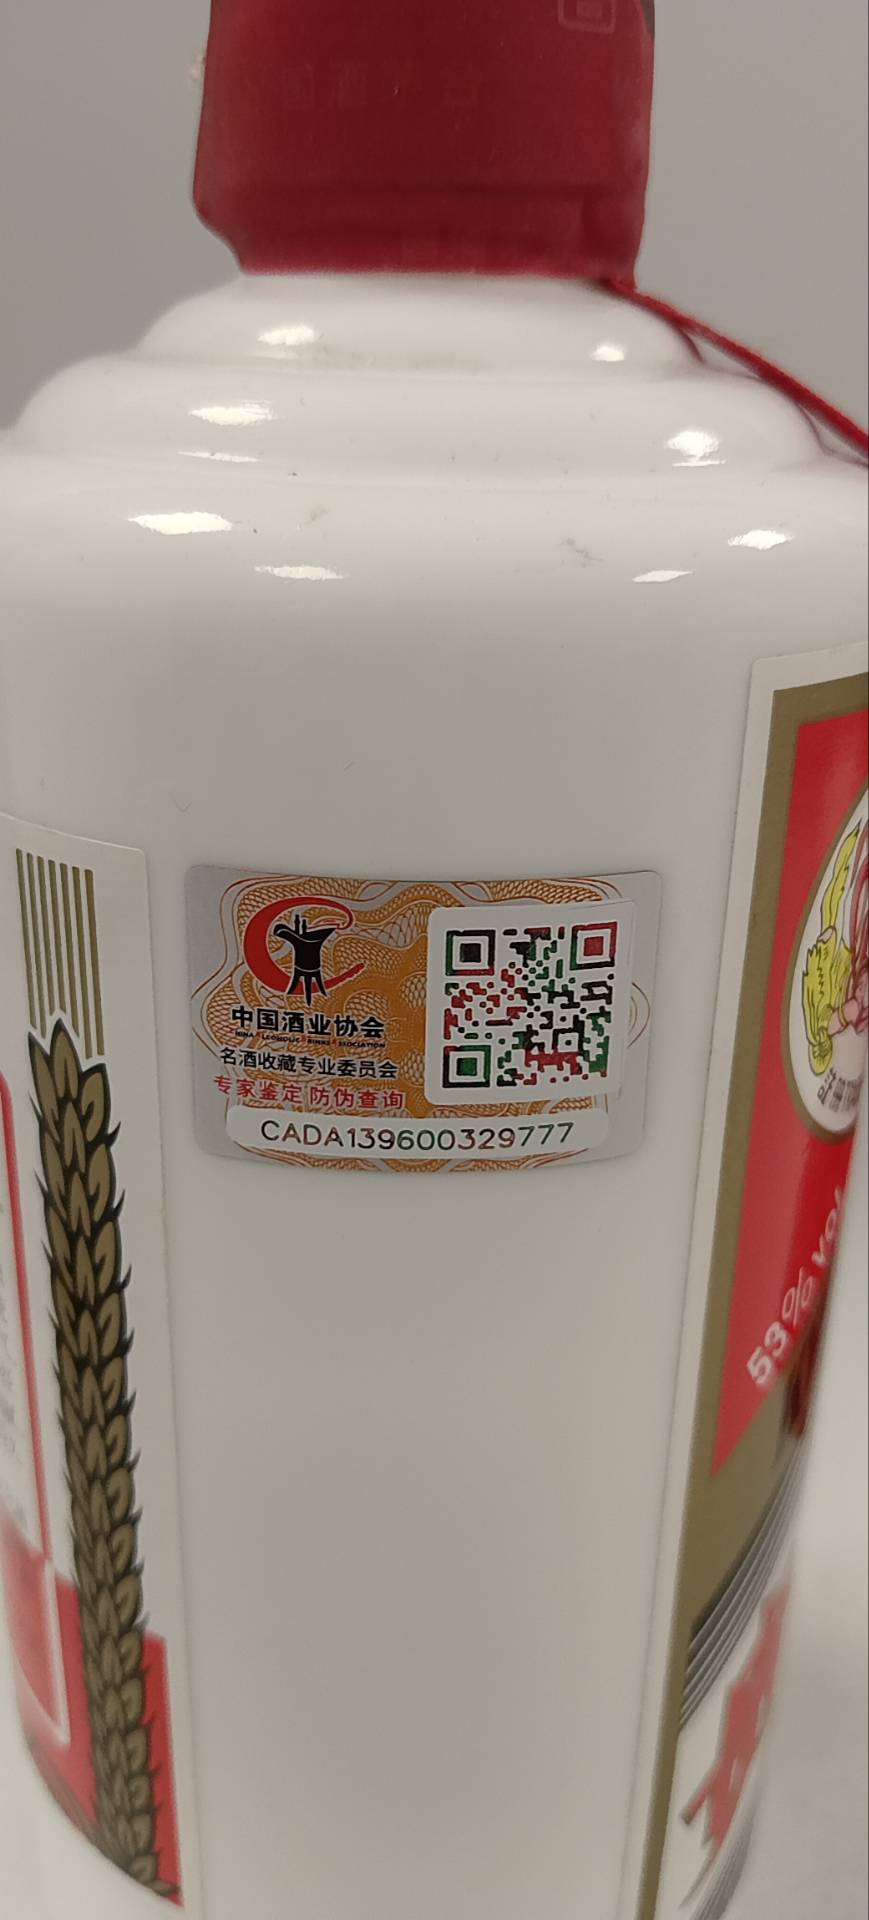 中国酒业协会
名酒收藏专业委员会
专家鉴定 防伪查询
CADA139600329777
53% vol